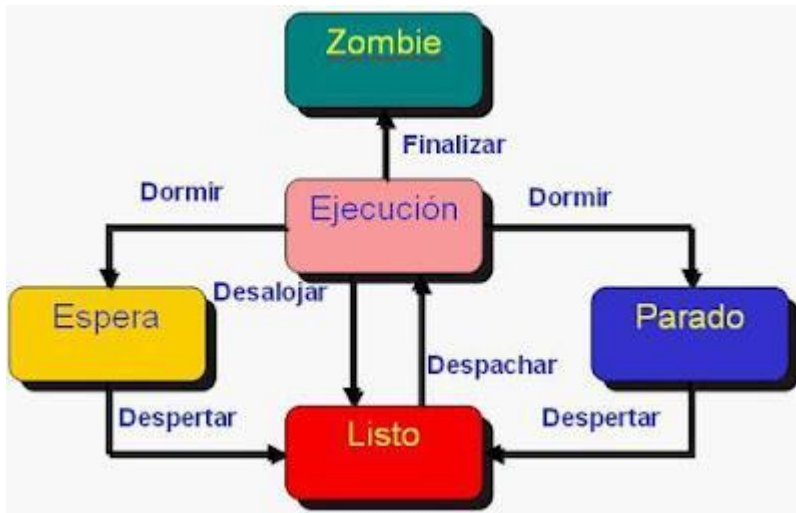 Zombie
Finalizar
Dormir
Ejecución
Dormir
Espera
Desalojar
Parado
Despachar
Despertar
Listo
Despertar